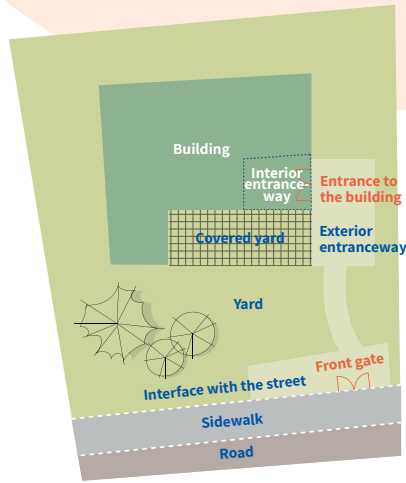 Building
Interior
entrance-
way
Entrance to
the building
Covered yard
Exterior
entranceway
Yard
Front gate
Interface with the street
Sidewalk
Road